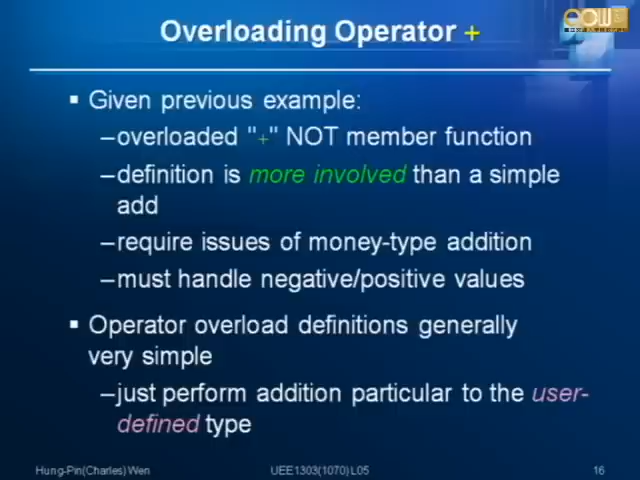 Overloading Operator +
▪ Given previous example:
–overloaded "+" NOT member function
–definition is more involved than a simple
add
–require issues of money-type addition
–must handle negative/positive values
▪ Operator overload definitions generally
very simple
–just perform addition particular to the user-
defined type
Hung-Pin(Charles) Wen
UEE1303(1070) L05
16